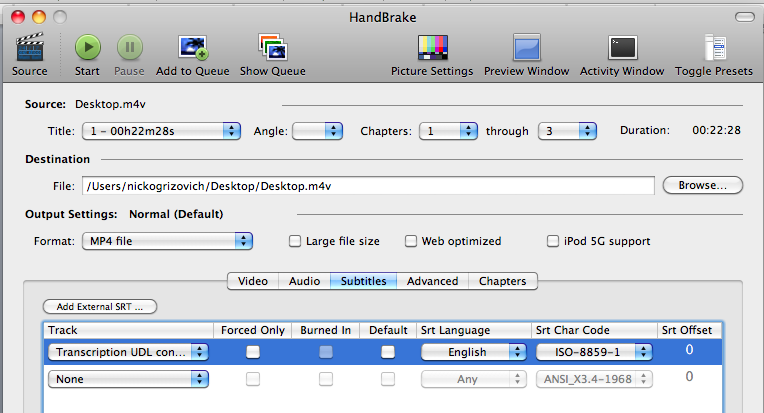 HandBrake
Source Start Pause Add to Queue Show Queue Picture Settings Preview Window Activity Window Toggle Presets
Source: Desktop.m4v
Title: 1 - 00h22m28s Angle: Chapters: 1 through 3 Duration: 00:22:28
Destination
File: /Users/nickogrizovich/Desktop/Desktop.m4v Browse...
Output Settings: Normal (Default)
Format: MP4 file Large file size Web optimized iPod 5G support
Video Audio Subtitles Advanced Chapters
Add External SRT ...
Track Forced Only Burned In Default Srt Language Srt Char Code Srt Offset
Transcription UDL con... English ISO-8859-1 0
None Any ANSI_X3.4-1968 0